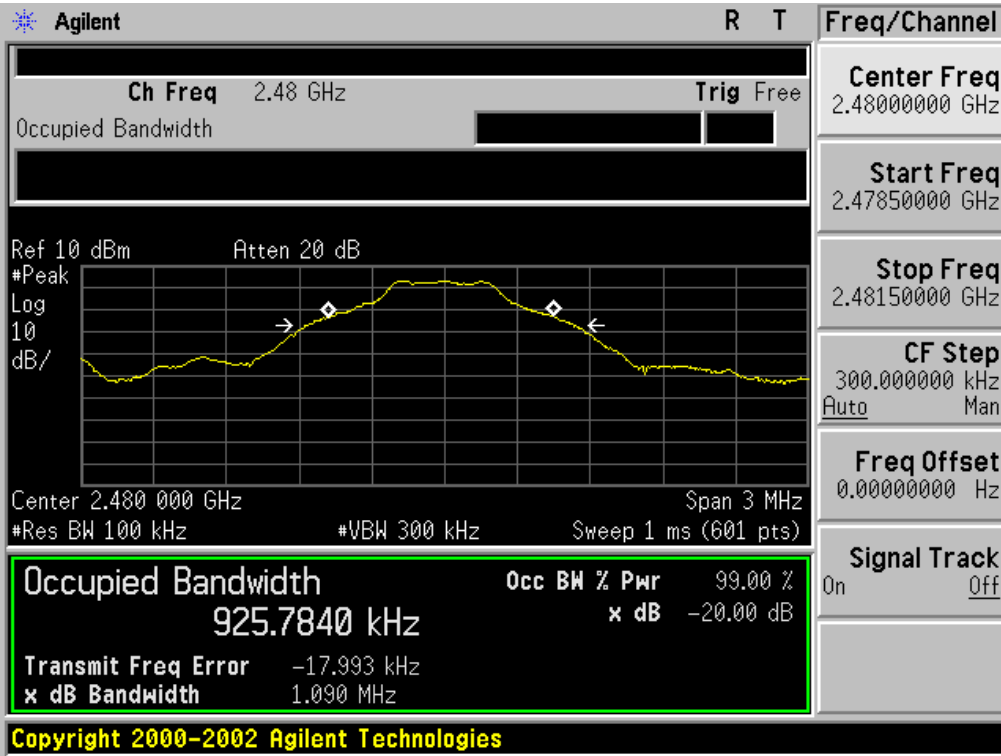 Agilent R T
Freq/Channel
Ch Freq 2.48 GHz Trig Free
Occupied Bandwidth
Center Freq
2.48000000 GHz
Start Freq
2.47850000 GHz
Stop Freq
2.48150000 GHz
CF Step
300.000000 kHz
Auto Man
Freq Offset
0.00000000 Hz
Signal Track
On Off
Ref 10 dBm Atten 20 dB
#Peak
Log
10
dB/
Center 2.480 000 GHz Span 3 MHz
#Res BW 100 kHz #VBW 300 kHz Sweep 1 ms (601 pts)
Occupied Bandwidth
925.7840 kHz
Occ BW % Pwr 99.00 %
x dB -20.00 dB
Transmit Freq Error -17.993 kHz
x dB Bandwidth 1.090 MHz
Copyright 2000-2002 Agilent Technologies